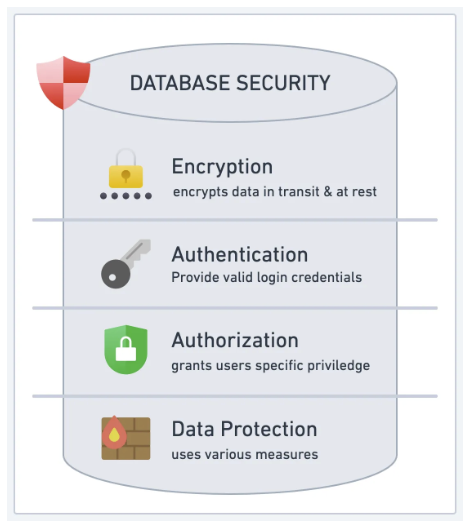 DATABASE SECURITY
Encryption
encrypts data in transit & at rest
Authentication
Provide valid login credentials
Authorization
grants users specific priviledge
Data Protection
uses various measures